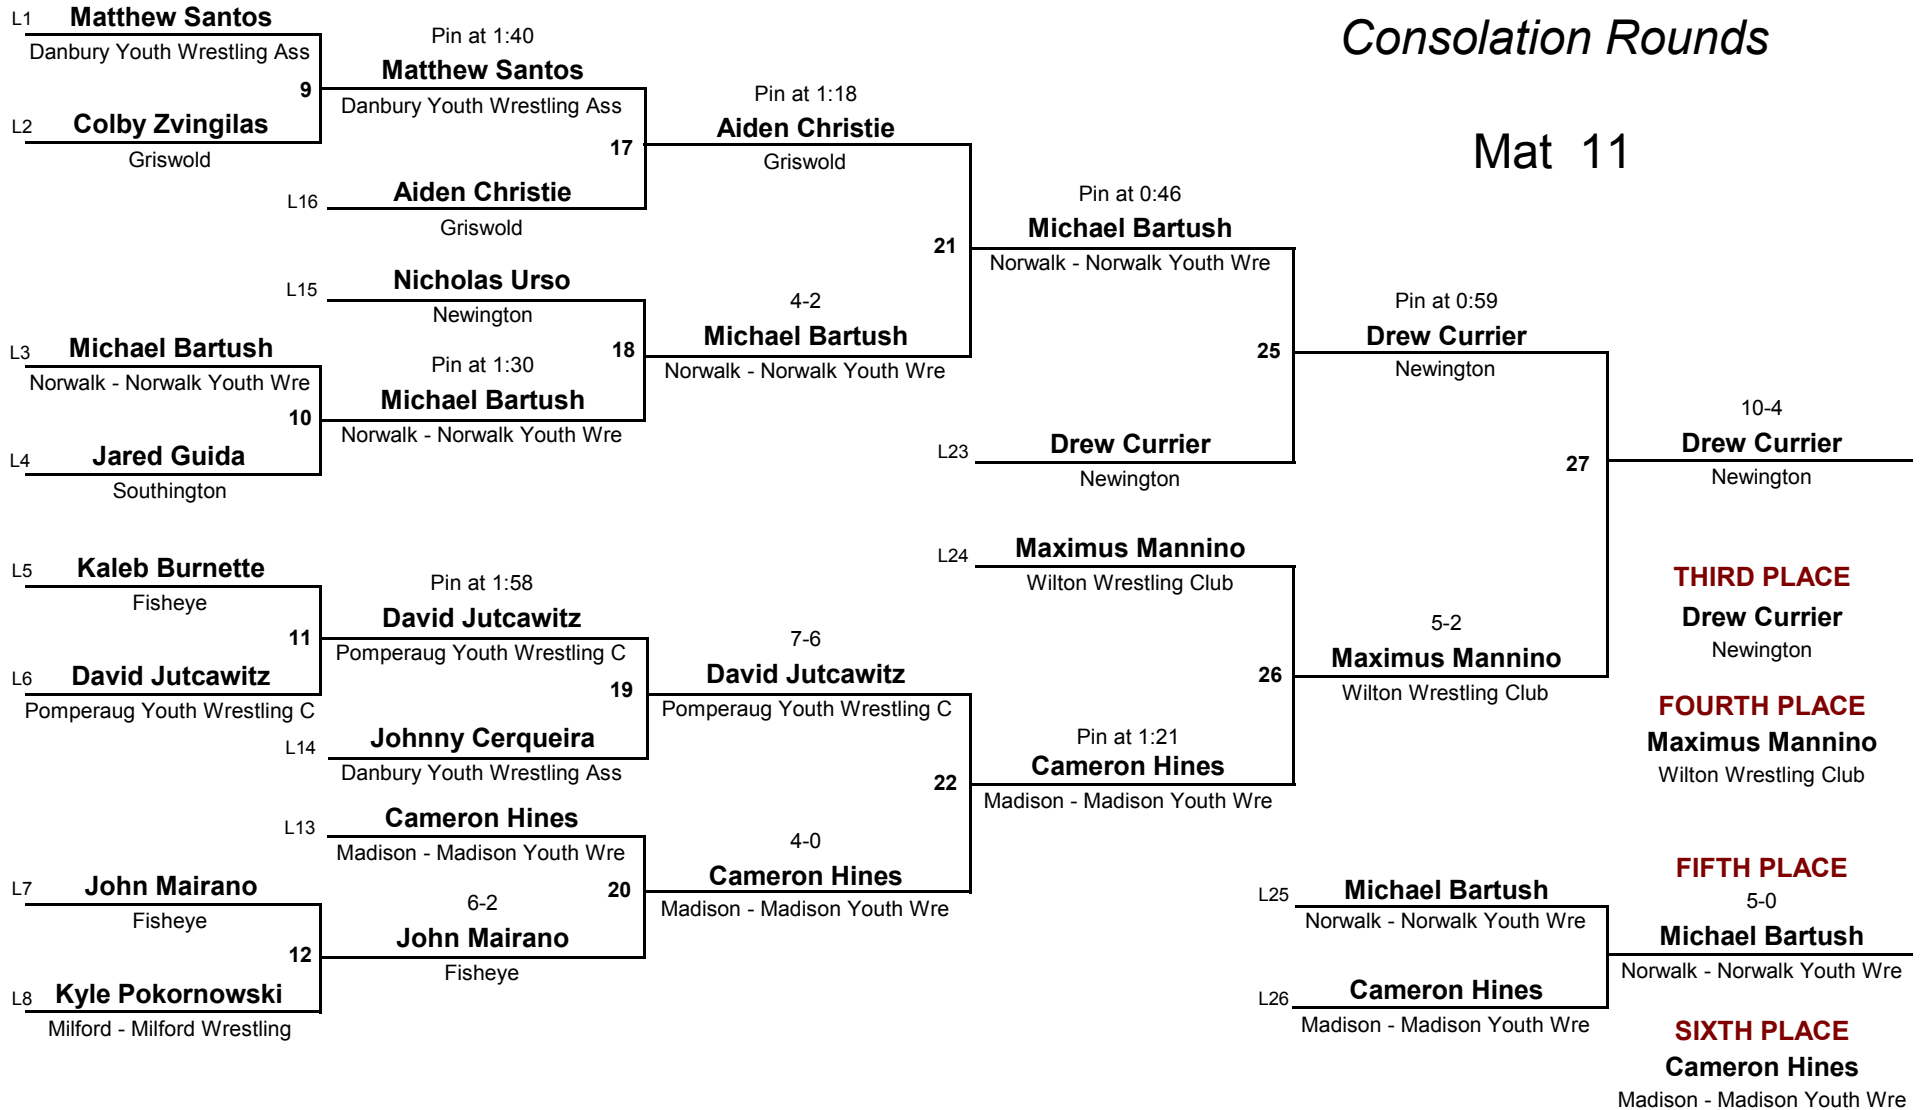 Consolation Rounds
Mat 11
L1 Matthew Santos
Danbury Youth Wrestling Ass
9
L2 Colby Zvingilas
Griswold
L3 Michael Bartush
Norwalk - Norwalk Youth Wre
10
L4 Jared Guida
Southington
L5 Kaleb Burnette
Fisheye
11
L6 David Jutcawitz
Pomperaug Youth Wrestling C
L7 John Mairano
Fisheye
12
L8 Kyle Pokornowski
Milford - Milford Wrestling
Pin at 1:40
Matthew Santos
Danbury Youth Wrestling Ass
17
L16 Aiden Christie
Griswold
L15 Nicholas Urso
Newington
18
Pin at 1:30
Michael Bartush
Norwalk - Norwalk Youth Wre
Pin at 1:58
David Jutcawitz
Pomperaug Youth Wrestling C
19
L14 Johnny Cerqueira
Danbury Youth Wrestling Ass
L13 Cameron Hines
Madison - Madison Youth Wre
20
6-2
John Mairano
Fisheye
Pin at 1:18
Aiden Christie
Griswold
21
4-2
Michael Bartush
Norwalk - Norwalk Youth Wre
7-6
David Jutcawitz
Pomperaug Youth Wrestling C
22
4-0
Cameron Hines
Madison - Madison Youth Wre
Pin at 0:46
Michael Bartush
Norwalk - Norwalk Youth Wre
25
L23 Drew Currier
Newington
L24 Maximus Mannino
Wilton Wrestling Club
26
Pin at 1:21
Cameron Hines
Madison - Madison Youth Wre
Pin at 0:59
Drew Currier
Newington
27
5-2
Maximus Mannino
Wilton Wrestling Club
10-4
Drew Currier
Newington
THIRD PLACE
Drew Currier
Newington
FOURTH PLACE
Maximus Mannino
Wilton Wrestling Club
L25 Michael Bartush
Norwalk - Norwalk Youth Wre
L26 Cameron Hines
Madison - Madison Youth Wre
FIFTH PLACE
5-0
Michael Bartush
Norwalk - Norwalk Youth Wre
SIXTH PLACE
Cameron Hines
Madison - Madison Youth Wre